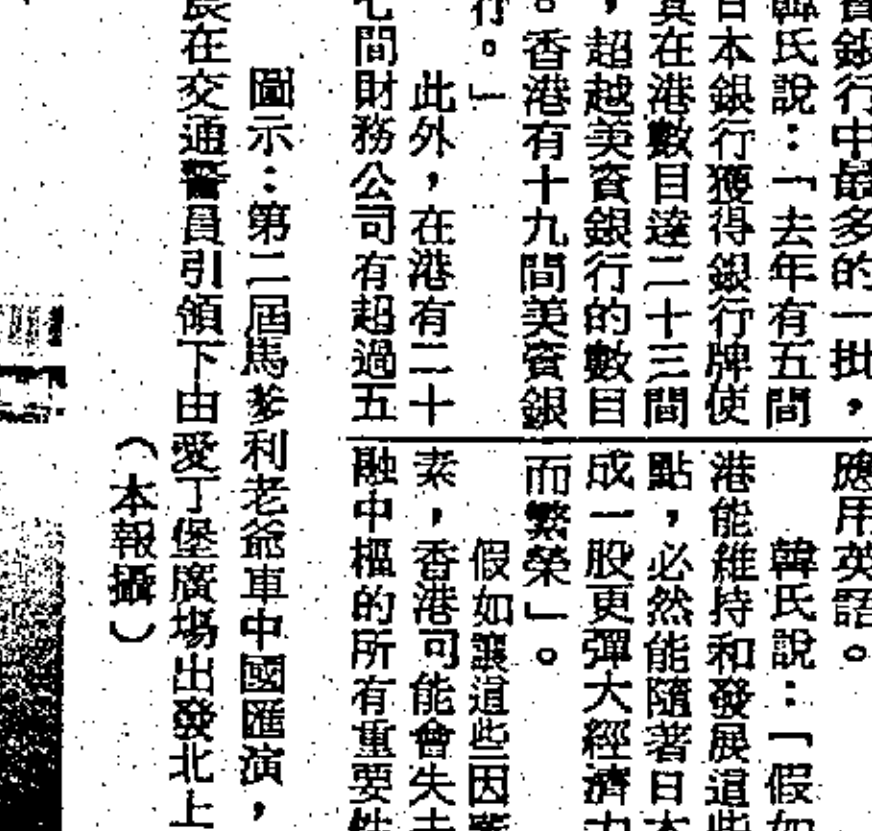 資銀行中最多的一批，
韓氏說：「去年有五間
日本銀行獲得銀行牌使
其在港數目達二十三間
，超越美資銀行的數目
。香港有十九間美資銀
行。」
此外，在港有二十
七間財務公司有超過五
應用英語。
韓氏說：「假如
港能維持和發展這些
點，必然能隨著日本
成一股更彈大經濟力
而繁榮」。
假如讓這些因
素，香港司能會失去
融中樞的所有重要
圖示：第二屆馬爹利老爺車中國匯演，
在交通警員引領下由愛丁堡廣場出發北上
（本報攝）